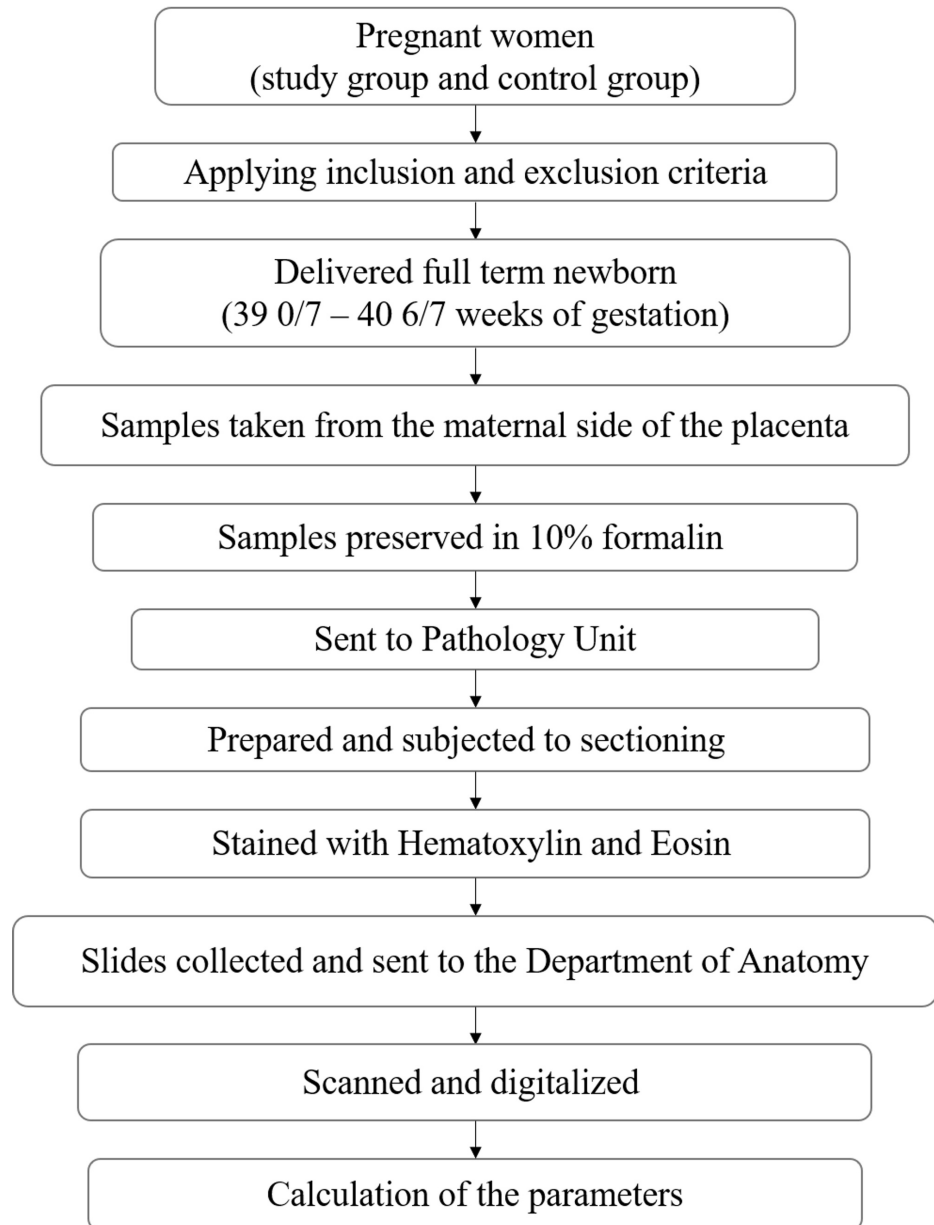 Pregnant women
(study group and control group)
Applying inclusion and exclusion criteria
Delivered full term newborn
(39 0/7 – 40 6/7 weeks of gestation)
Samples taken from the maternal side of the placenta
Samples preserved in 10% formalin
Sent to Pathology Unit
Prepared and subjected to sectioning
Stained with Hematoxylin and Eosin
Slides collected and sent to the Department of Anatomy
Scanned and digitalized
Calculation of the parameters